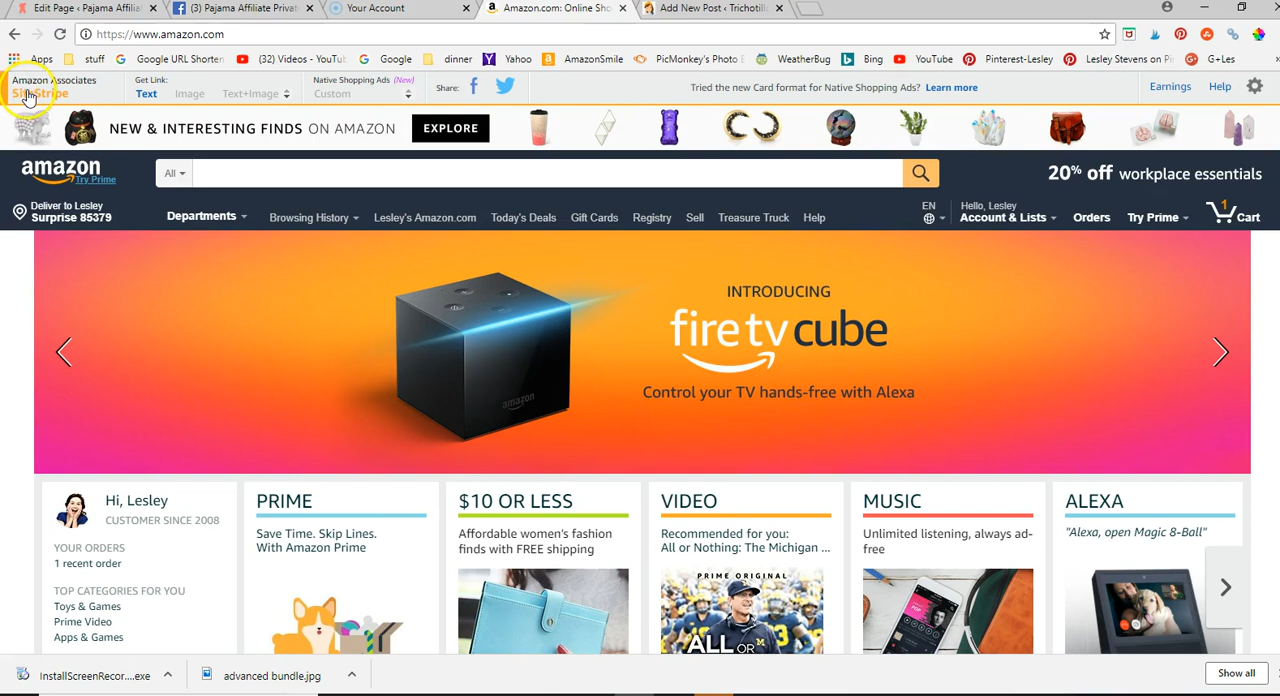 Edit Page ‹ Pajama Affiliat
(3) Pajama Affiliate Privat
Your Account
Amazon.com: Online Sho
Add New Post ‹ Trichotill
https://www.amazon.com
Apps
stuff
Google URL Shorten
(32) Videos - YouTu
Google
dinner
Yahoo
AmazonSmile
PicMonkey's Photo E
WeatherBug
Bing
YouTube
Pinterest-Lesley
Lesley Stevens on Pi
G+Les
Amazon Associates
SiteStripe
Get Link:
Text
Image
Text+Image
Native Shopping Ads (New)
Custom
Share:
Tried the new Card format for Native Shopping Ads? Learn more
Earnings
Help
NEW & INTERESTING FINDS ON AMAZON
EXPLORE
amazon
Try Prime
All
20% off workplace essentials
Deliver to Lesley
Surprise 85379
Departments
Browsing History
Lesley's Amazon.com
Today's Deals
Gift Cards
Registry
Sell
Treasure Truck
Help
EN
Hello, Lesley
Account & Lists
Orders
Try Prime
1
Cart
INTRODUCING
fire tv cube
Control your TV hands-free with Alexa
amazon
Hi, Lesley
CUSTOMER SINCE 2008
YOUR ORDERS
1 recent order
TOP CATEGORIES FOR YOU
Toys & Games
Prime Video
Apps & Games
PRIME
Save Time. Skip Lines.
With Amazon Prime
$10 OR LESS
Affordable women's fashion
finds with FREE shipping
VIDEO
Recommended for you:
All or Nothing: The Michigan ...
PRIME ORIGINAL
ALL OR
MUSIC
Unlimited listening, always ad-
free
ALEXA
"Alexa, open Magic 8-Ball"
InstallScreenRecor....exe
advanced bundle.jpg
Show all